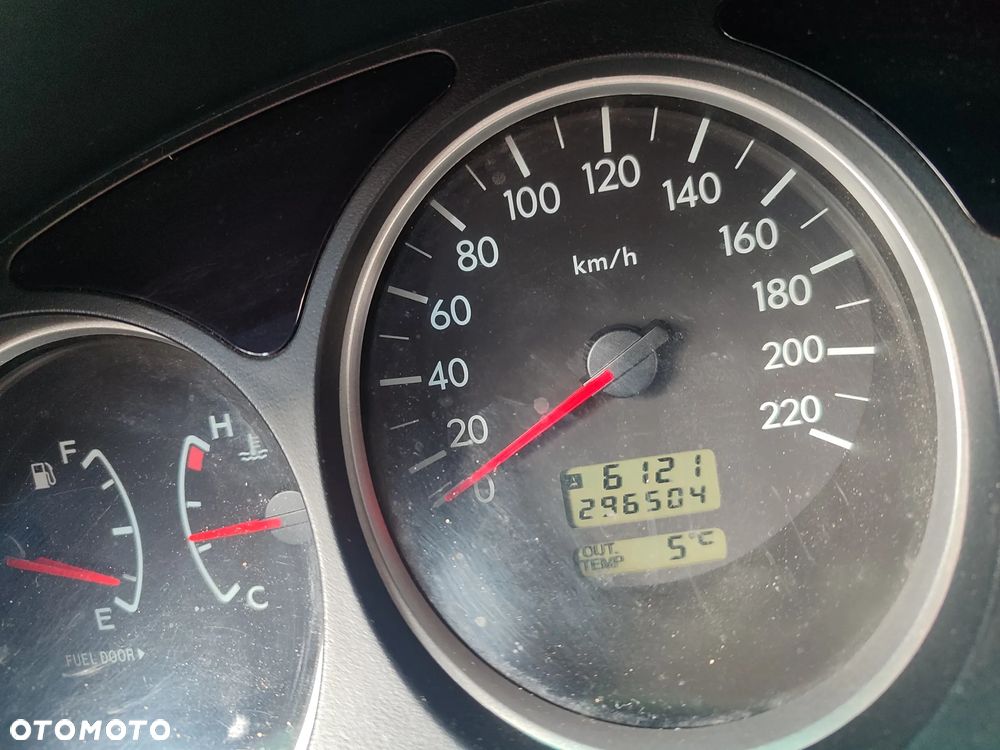 120
100
140
80
160
km/h
60
180
40
200
20
220
0
F
H
A 6121
296504
OUT.
TEMP 5°C
E
C
FUEL DOOR
OTOMOTO